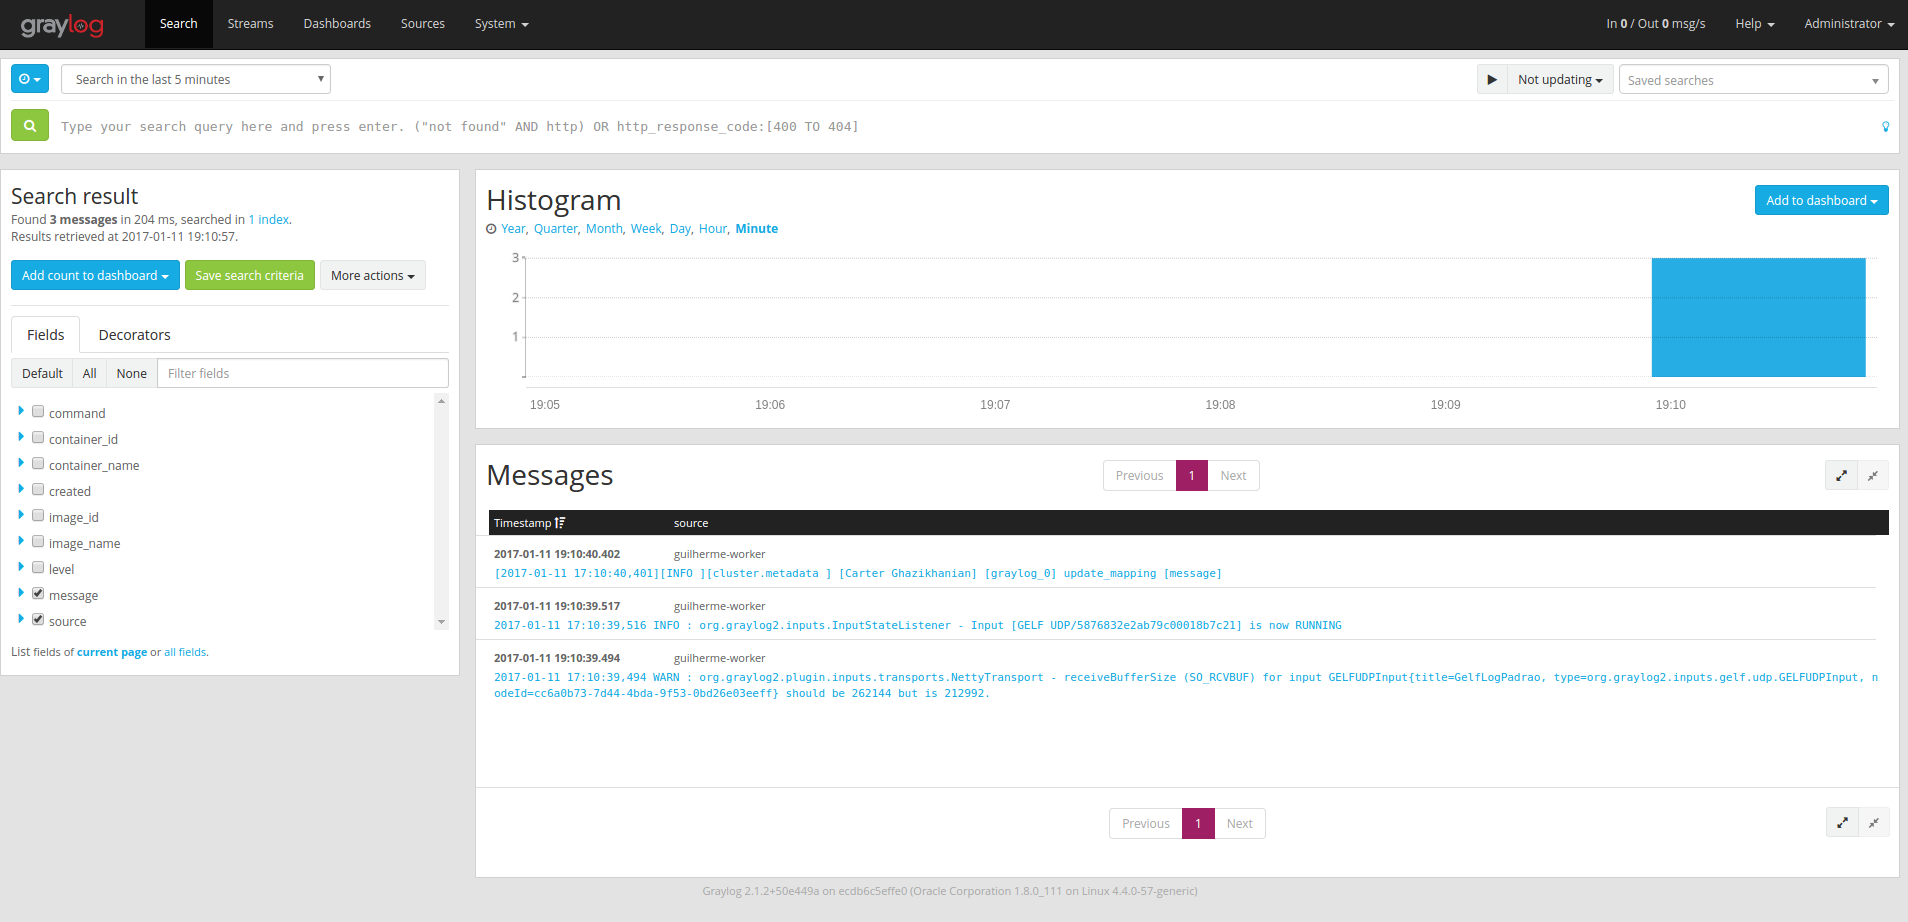 graylog Search Streams Dashboards Sources System In 0 / Out 0 msg/s Help Administrator
Search in the last 5 minutes Not updating Saved searches
Type your search query here and press enter. ("not found" AND http) OR http_response_code:[400 TO 404]
Search result
Found 3 messages in 204 ms, searched in 1 index.
Results retrieved at 2017-01-11 19:10:57.
Add count to dashboard Save search criteria More actions
Fields Decorators
Default All None Filter fields
command
container_id
container_name
created
image_id
image_name
level
message
source
List fields of current page or all fields.
Histogram
Add to dashboard
Year, Quarter, Month, Week, Day, Hour, Minute
3
2
1
19:05 19:06 19:07 19:08 19:09 19:10
Messages
Previous 1 Next
Timestamp source
2017-01-11 19:10:40.402 guilherme-worker
[2017-01-11 17:10:40,401][INFO ][cluster.metadata ] [Carter Ghazikhanian] [graylog_0] update_mapping [message]
2017-01-11 19:10:39.517 guilherme-worker
2017-01-11 17:10:39,516 INFO : org.graylog2.inputs.InputStateListener - Input [GELF UDP/5876832e2ab79c00018b7c21] is now RUNNING
2017-01-11 19:10:39.494 guilherme-worker
2017-01-11 17:10:39,494 WARN : org.graylog2.plugin.inputs.transports.NettyTransport - receiveBufferSize (SO_RCVBUF) for input GELFUDPInput{title=GelfLogPadrao, type=org.graylog2.inputs.gelf.udp.GELFUDPInput, n
odeId=cc6a0b73-7d44-4bda-9f53-0bd26e03eeff} should be 262144 but is 212992.
Previous 1 Next
Graylog 2.1.2+50e449a on ecdb6c5effe0 (Oracle Corporation 1.8.0_111 on Linux 4.4.0-57-generic)